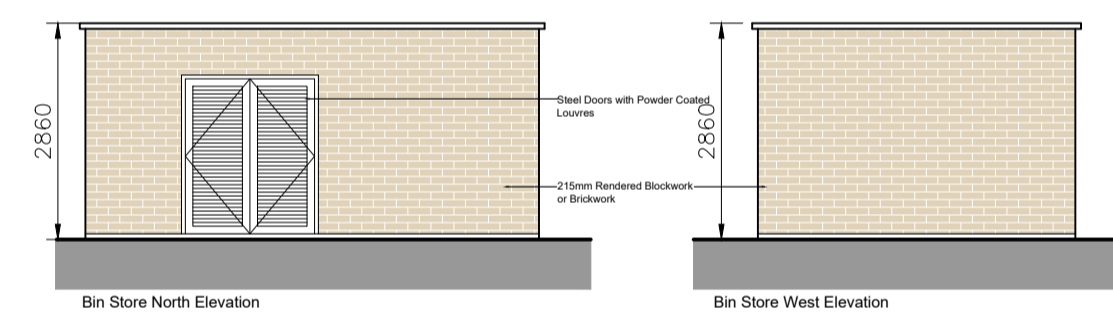 2860
Steel Doors with Powder Coated
Louvres
215mm Rendered Blockwork
or Brickwork
2860
Bin Store North Elevation
Bin Store West Elevation